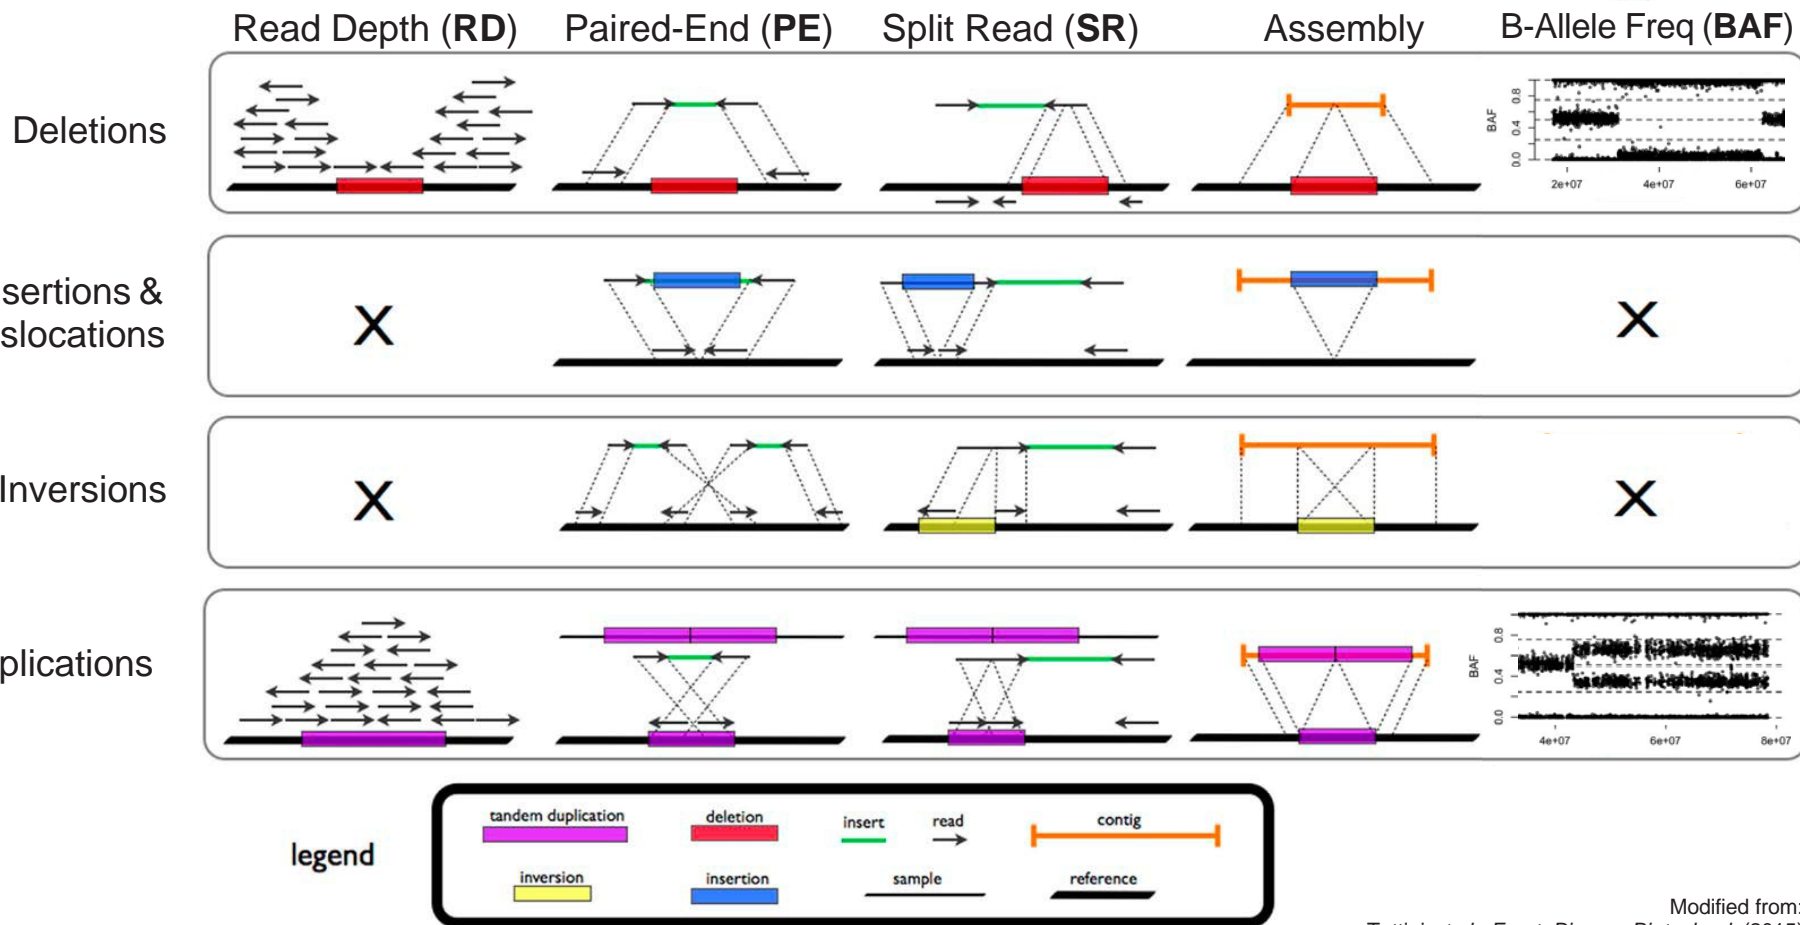 Read Depth (RD) Paired-End (PE) Split Read (SR) Assembly B-Allele Freq (BAF)
Deletions
BAF
0.8
0.4
0.0
2e+07 4e+07 6e+07
sertions &
slocations
X X
Inversions
X X
plications
BAF
0.8
0.4
0.0
4e+07 6e+07 8e+07
legend
tandem duplication deletion insert read contig
inversion insertion sample reference
Modified from: